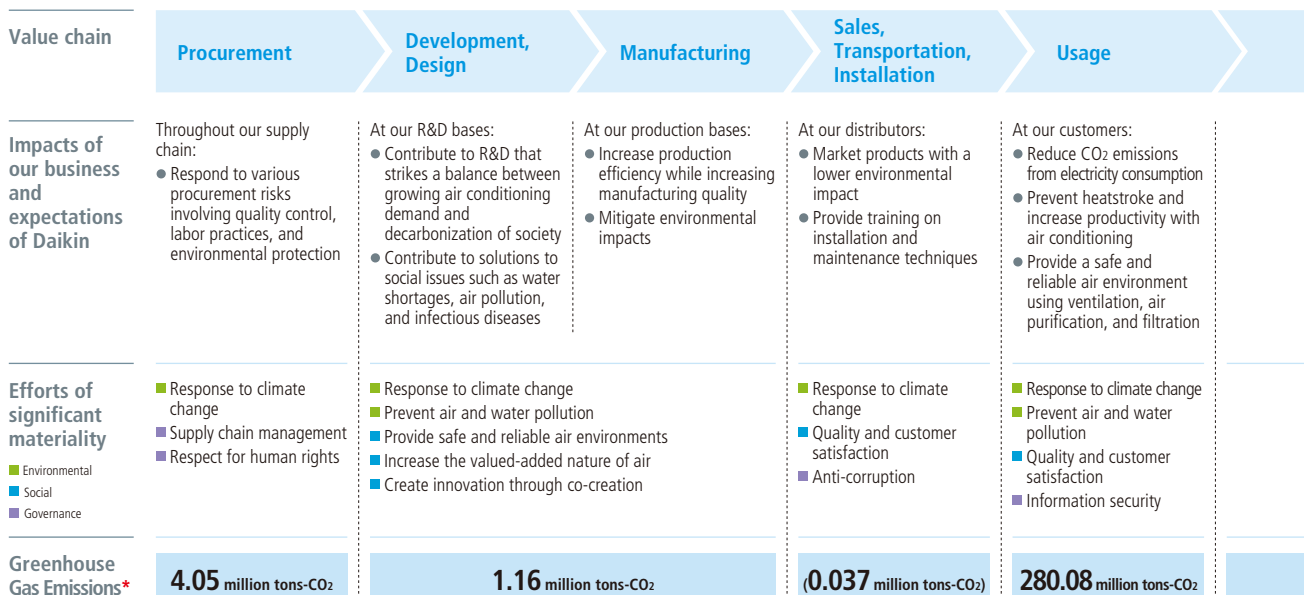 Value chain
Procurement
Development,
Design
Manufacturing
Sales,
Transportation,
Installation
Usage
Impacts of
our business
and
expectations
of Daikin
Throughout our supply
chain:
● Respond to various
procurement risks
involving quality control,
labor practices, and
environmental protection
At our R&D bases:
● Contribute to R&D that
strikes a balance between
growing air conditioning
demand and
decarbonization of society
● Contribute to solutions to
social issues such as water
shortages, air pollution,
and infectious diseases
At our production bases:
● Increase production
efficiency while increasing
manufacturing quality
● Mitigate environmental
impacts
At our distributors:
● Market products with a
lower environmental
impact
● Provide training on
installation and
maintenance techniques
At our customers:
● Reduce CO2 emissions
from electricity consumption
● Prevent heatstroke and
increase productivity with
air conditioning
● Provide a safe and
reliable air environment
using ventilation, air
purification, and filtration
Efforts of
significant
materiality
■ Environmental
■ Social
■ Governance
■ Response to climate
change
■ Supply chain management
■ Respect for human rights
■ Response to climate change
■ Prevent air and water pollution
■ Provide safe and reliable air environments
■ Increase the valued-added nature of air
■ Create innovation through co-creation
■ Response to climate
change
■ Quality and customer
satisfaction
■ Anti-corruption
■ Response to climate change
■ Prevent air and water
pollution
■ Quality and customer
satisfaction
■ Information security
Greenhouse
Gas Emissions*
4.05 million tons-CO2
1.16 million tons-CO2
(0.037 million tons-CO2)
280.08 million tons-CO2